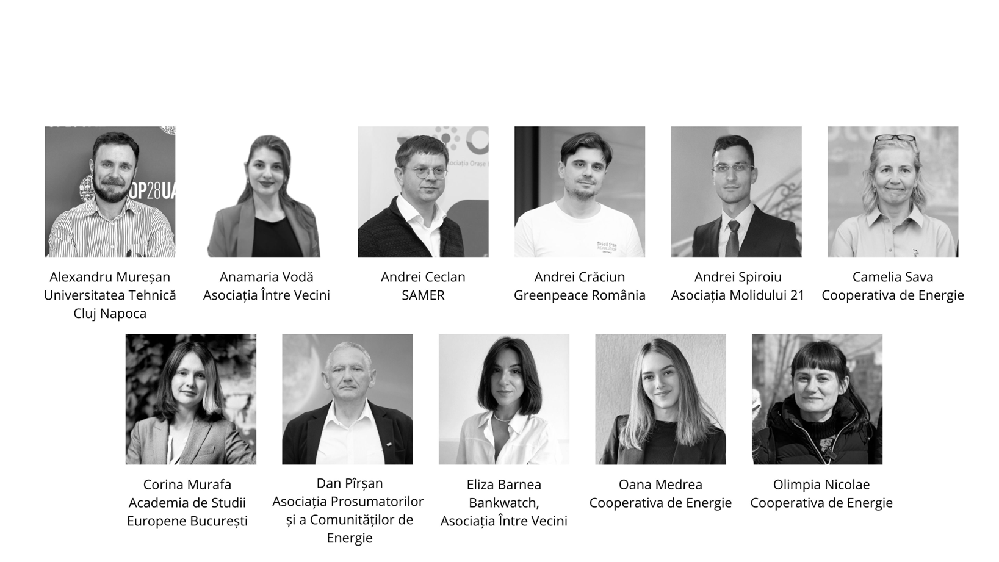 OP28UA
sociația Orașe
fossil free
REVOLUTION
Alexandru Mureșan
Universitatea Tehnică
Cluj Napoca
Anamaria Vodă
Asociația Între Vecini
Andrei Ceclan
SAMER
Andrei Crăciun
Greenpeace România
Andrei Spiroiu
Asociația Molidului 21
Camelia Sava
Cooperativa de Energie
Corina Murafa
Academia de Studii
Europene București
Dan Pîrșan
Asociația Prosumatorilor
și a Comunităților de
Energie
Eliza Barnea
Bankwatch,
Asociația Între Vecini
Oana Medrea
Cooperativa de Energie
Olimpia Nicolae
Cooperativa de Energie